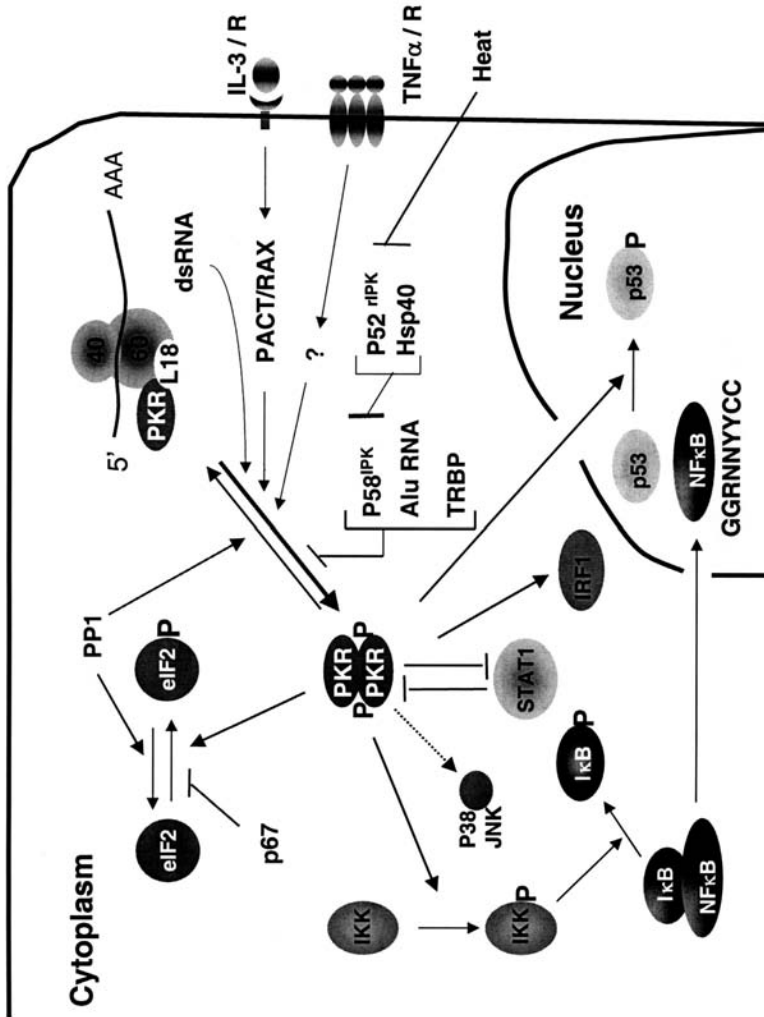 Cytoplasm
eIF2
eIF2
P
PP1
p67
5'
AAA
40
60
PKR
L18
dsRNA
IL-3 / R
PACT/RAX
TNFα / R
?
Heat
P52 rIPK
Hsp40
P58IPK
Alu RNA
TRBP
PKR
PKR
P
P
P38
JNK
STAT1
IRF1
IKK
IKK
P
IκB
P
IκB
NFκB
Nucleus
p53
p53
P
NFκB
GGRNNYYCC